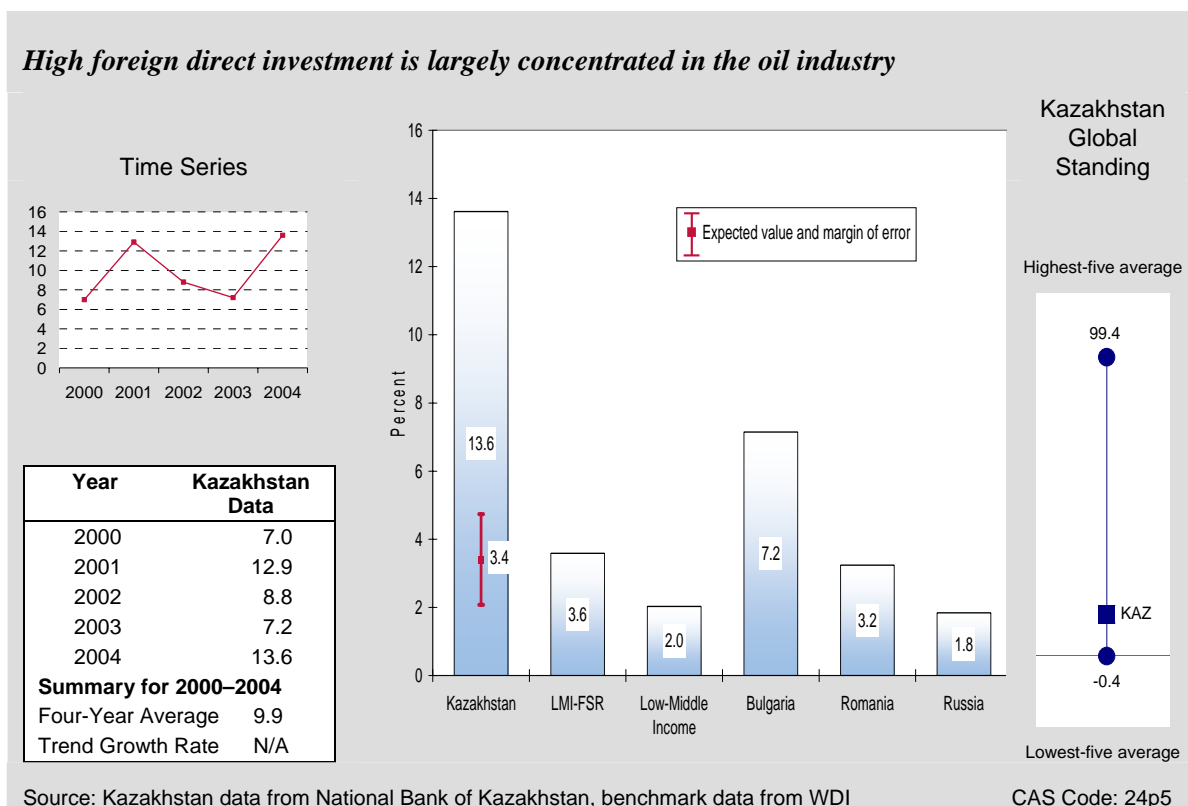 High foreign direct investment is largely concentrated in the oil industry
Time Series
16
14
12
10
8
6
4
2
0
2000 2001 2002 2003 2004
Year Kazakhstan Data
2000 7.0
2001 12.9
2002 8.8
2003 7.2
2004 13.6
Summary for 2000–2004
Four-Year Average 9.9
Trend Growth Rate N/A
Percent
16
14
12
10
8
6
4
2
0
Expected value and margin of error
13.6
3.4
3.6
2.0
7.2
3.2
1.8
Kazakhstan LMI-FSR Low-Middle Income Bulgaria Romania Russia
Kazakhstan
Global
Standing
Highest-five average
99.4
KAZ
-0.4
Lowest-five average
Source: Kazakhstan data from National Bank of Kazakhstan, benchmark data from WDI CAS Code: 24p5